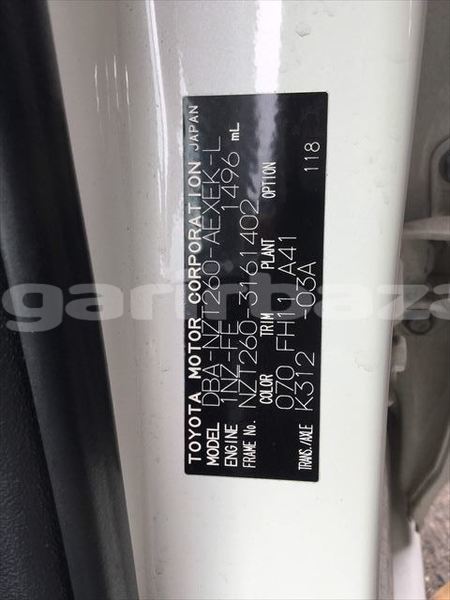 TOYOTA MOTOR CORPORATION JAPAN
MODEL DBA-NZT260-AEXEK-L
ENGINE 1NZ-FE 1496 mL
FRAME No. NZT260-3161402
COLOR TRIM PLANT OPTION
070 FH11 A41
TRANS./AXLE K312 03A 118
garirbaza